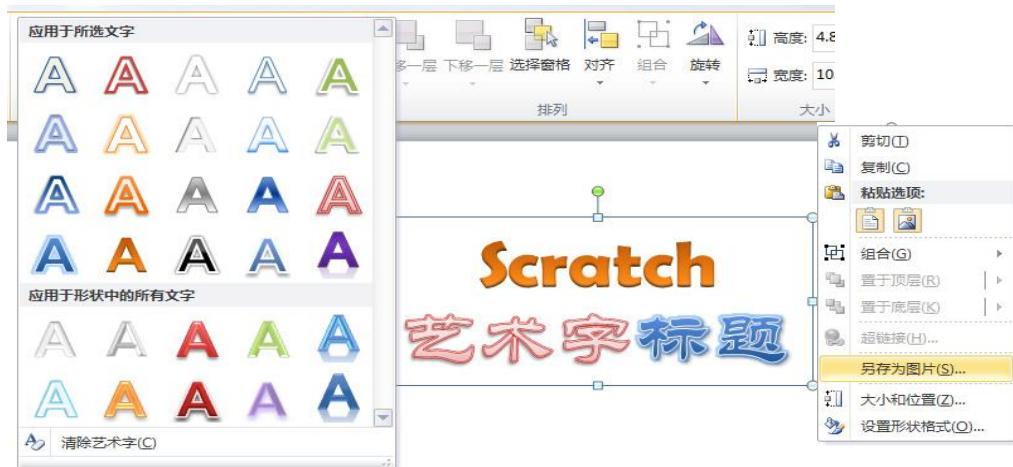 应用于所选文字
应用于形状中的所有文字
清除艺术字(C)
移一层 下移一层 选择窗格 对齐 组合 旋转
排列
高度: 4.8
宽度: 10
大小
Scratch
艺术字标题
剪切(T)
复制(C)
粘贴选项:
组合(G)
置于顶层(R)
置于底层(K)
超链接(H)...
另存为图片(S)...
大小和位置(Z)...
设置形状格式(O)...